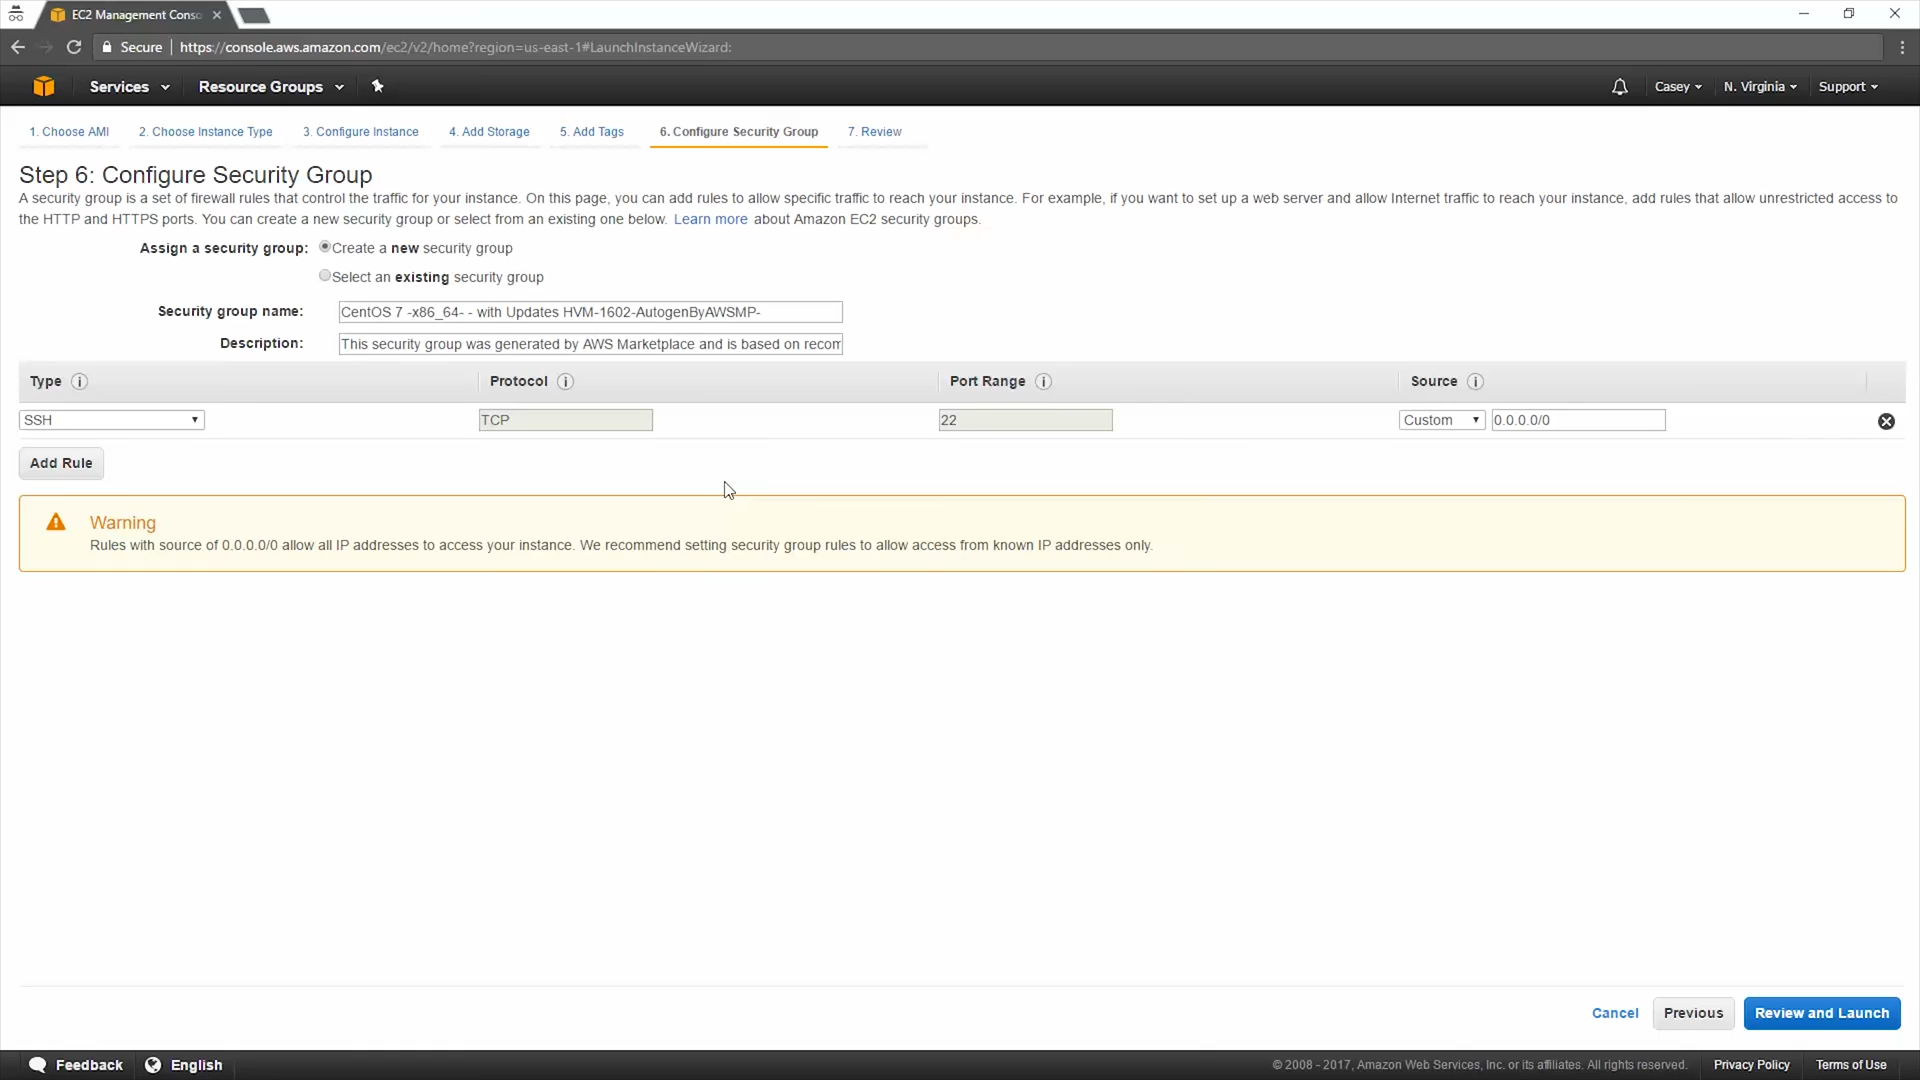 EC2 Management Conso
Secure | https://console.aws.amazon.com/ec2/v2/home?region=us-east-1#LaunchInstanceWizard:
Services Resource Groups Casey N. Virginia Support
1. Choose AMI 2. Choose Instance Type 3. Configure Instance 4. Add Storage 5. Add Tags 6. Configure Security Group 7. Review
Step 6: Configure Security Group
A security group is a set of firewall rules that control the traffic for your instance. On this page, you can add rules to allow specific traffic to reach your instance. For example, if you want to set up a web server and allow Internet traffic to reach your instance, add rules that allow unrestricted access to
the HTTP and HTTPS ports. You can create a new security group or select from an existing one below. Learn more about Amazon EC2 security groups.
Assign a security group: Create a new security group
Select an existing security group
Security group name: CentOS 7 -x86_64- - with Updates HVM-1602-AutogenByAWSMP-
Description: This security group was generated by AWS Marketplace and is based on recom
Type Protocol Port Range Source
SSH TCP 22 Custom 0.0.0.0/0
Add Rule
Warning
Rules with source of 0.0.0.0/0 allow all IP addresses to access your instance. We recommend setting security group rules to allow access from known IP addresses only.
Cancel Previous Review and Launch
Feedback English © 2008 - 2017, Amazon Web Services, Inc. or its affiliates. All rights reserved. Privacy Policy Terms of Use